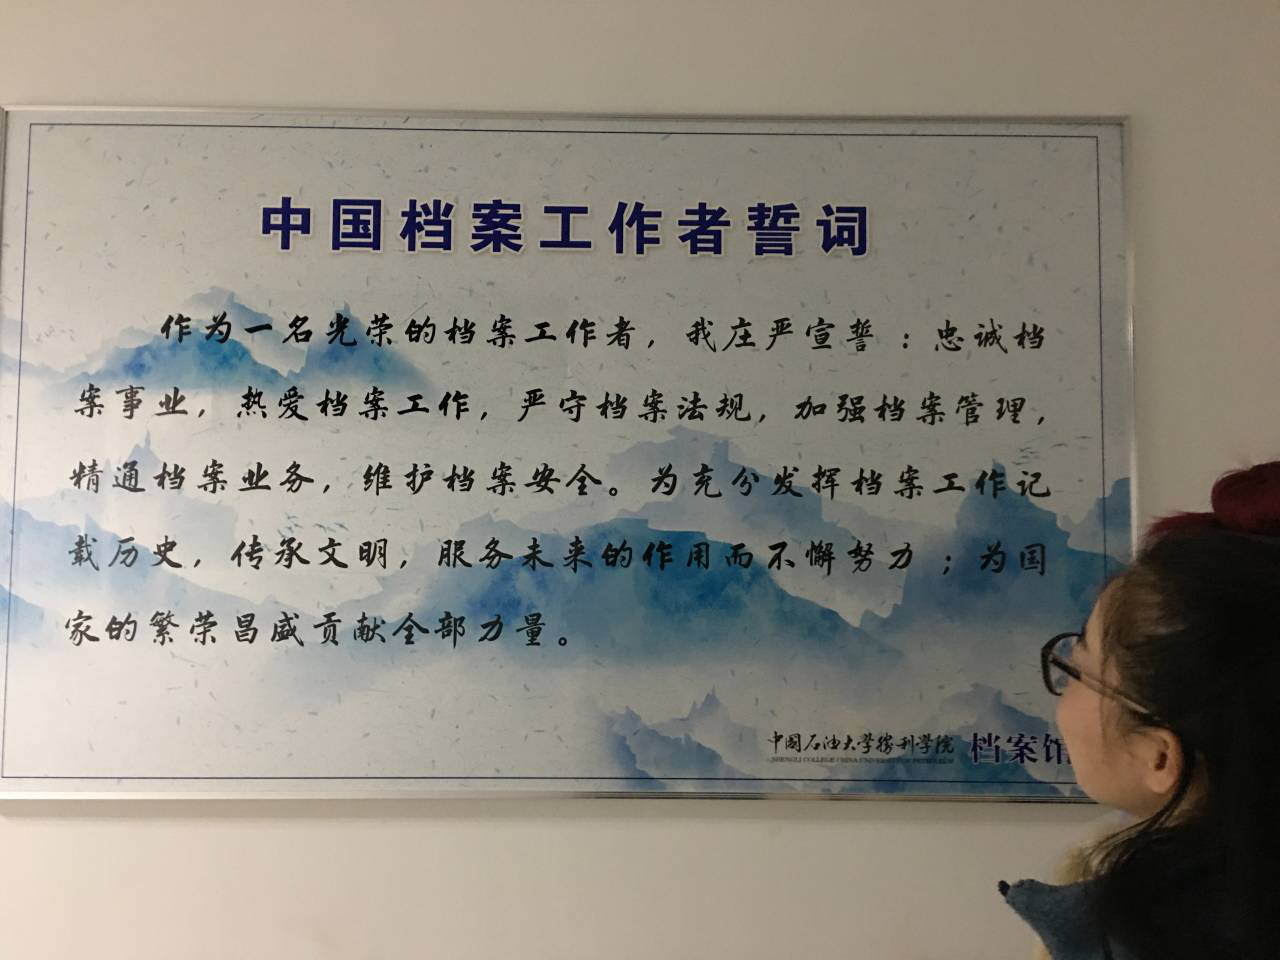 中国档案工作者誓词
作为一名光荣的档案工作者，我庄严宣誓：忠诚档
案事业，热爱档案工作，严守档案法规，加强档案管理，
精通档案业务，维护档案安全。为充分发挥档案工作记
载历史，传承文明，服务未来的作用而不懈努力；为国
家的繁荣昌盛贡献全部力量。
中国石油大学胜利学院 档案馆
SHENGLI COLLEGE CHINA UNIVERSITY OF PETROLEUM